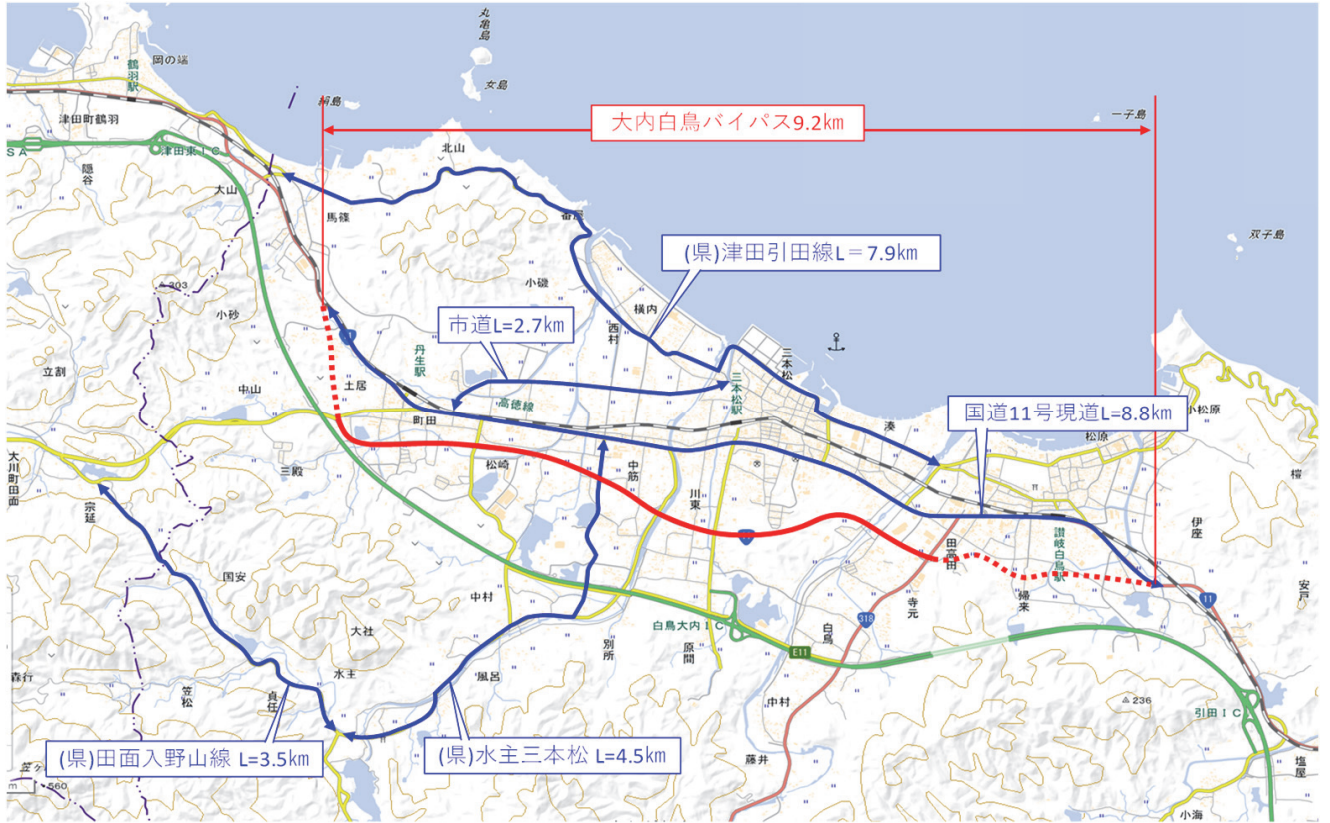 丸亀島
女島
岡の端
鶴羽駅
絹島
一子島
大内白鳥バイパス9.2㎞
津田町鶴羽
津田東IC
SA
北山
隠谷
大山
馬篠
番屋
双子島
(県)津田引田線L=7.9㎞
303
小磯
横内
小砂
市道L=2.7㎞
西村
三本松
丹生駅
立割
土居
三本松駅
中山
高徳線
国道11号現道L=8.8㎞
小松原
町田
湊
松原
大川町田面
三殿
松崎
中筋
川東
宗延
伊座
讃岐白鳥駅
田高田
国安
帰来
安戸
11
中村
318
寺元
大社
白鳥大内IC
白鳥
別所
原間
E11
水主
風呂
森行
笠松
貞任
中村
236
引田IC
(県)田面入野山線 L=3.5㎞
(県)水主三本松 L=4.5㎞
藤井
笠ヶ
560
m
塩屋
小海